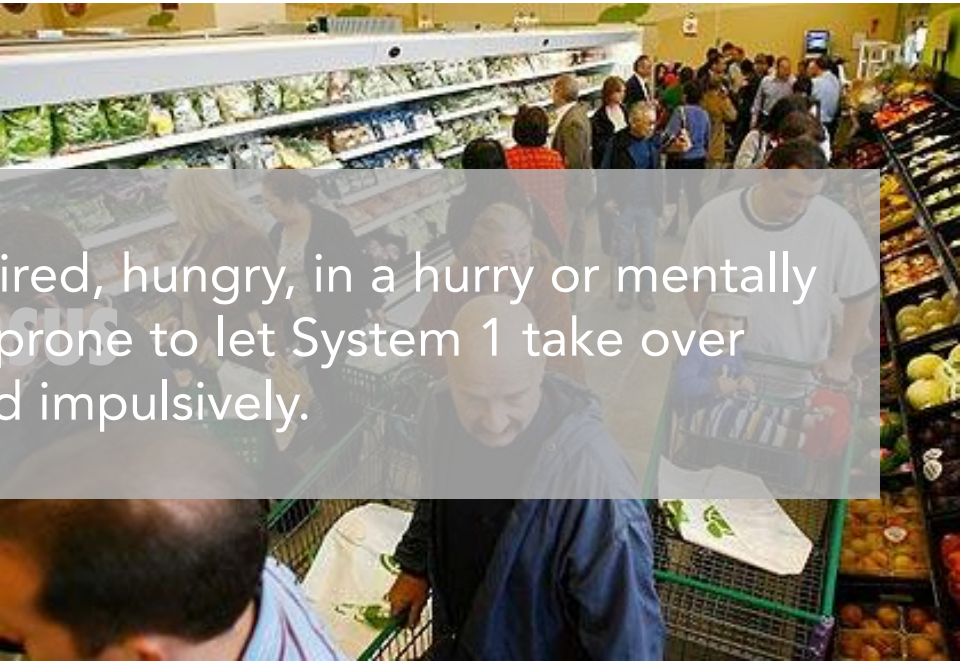 ired, hungry, in a hurry or mentally
prone to let System 1 take over
d impulsively.